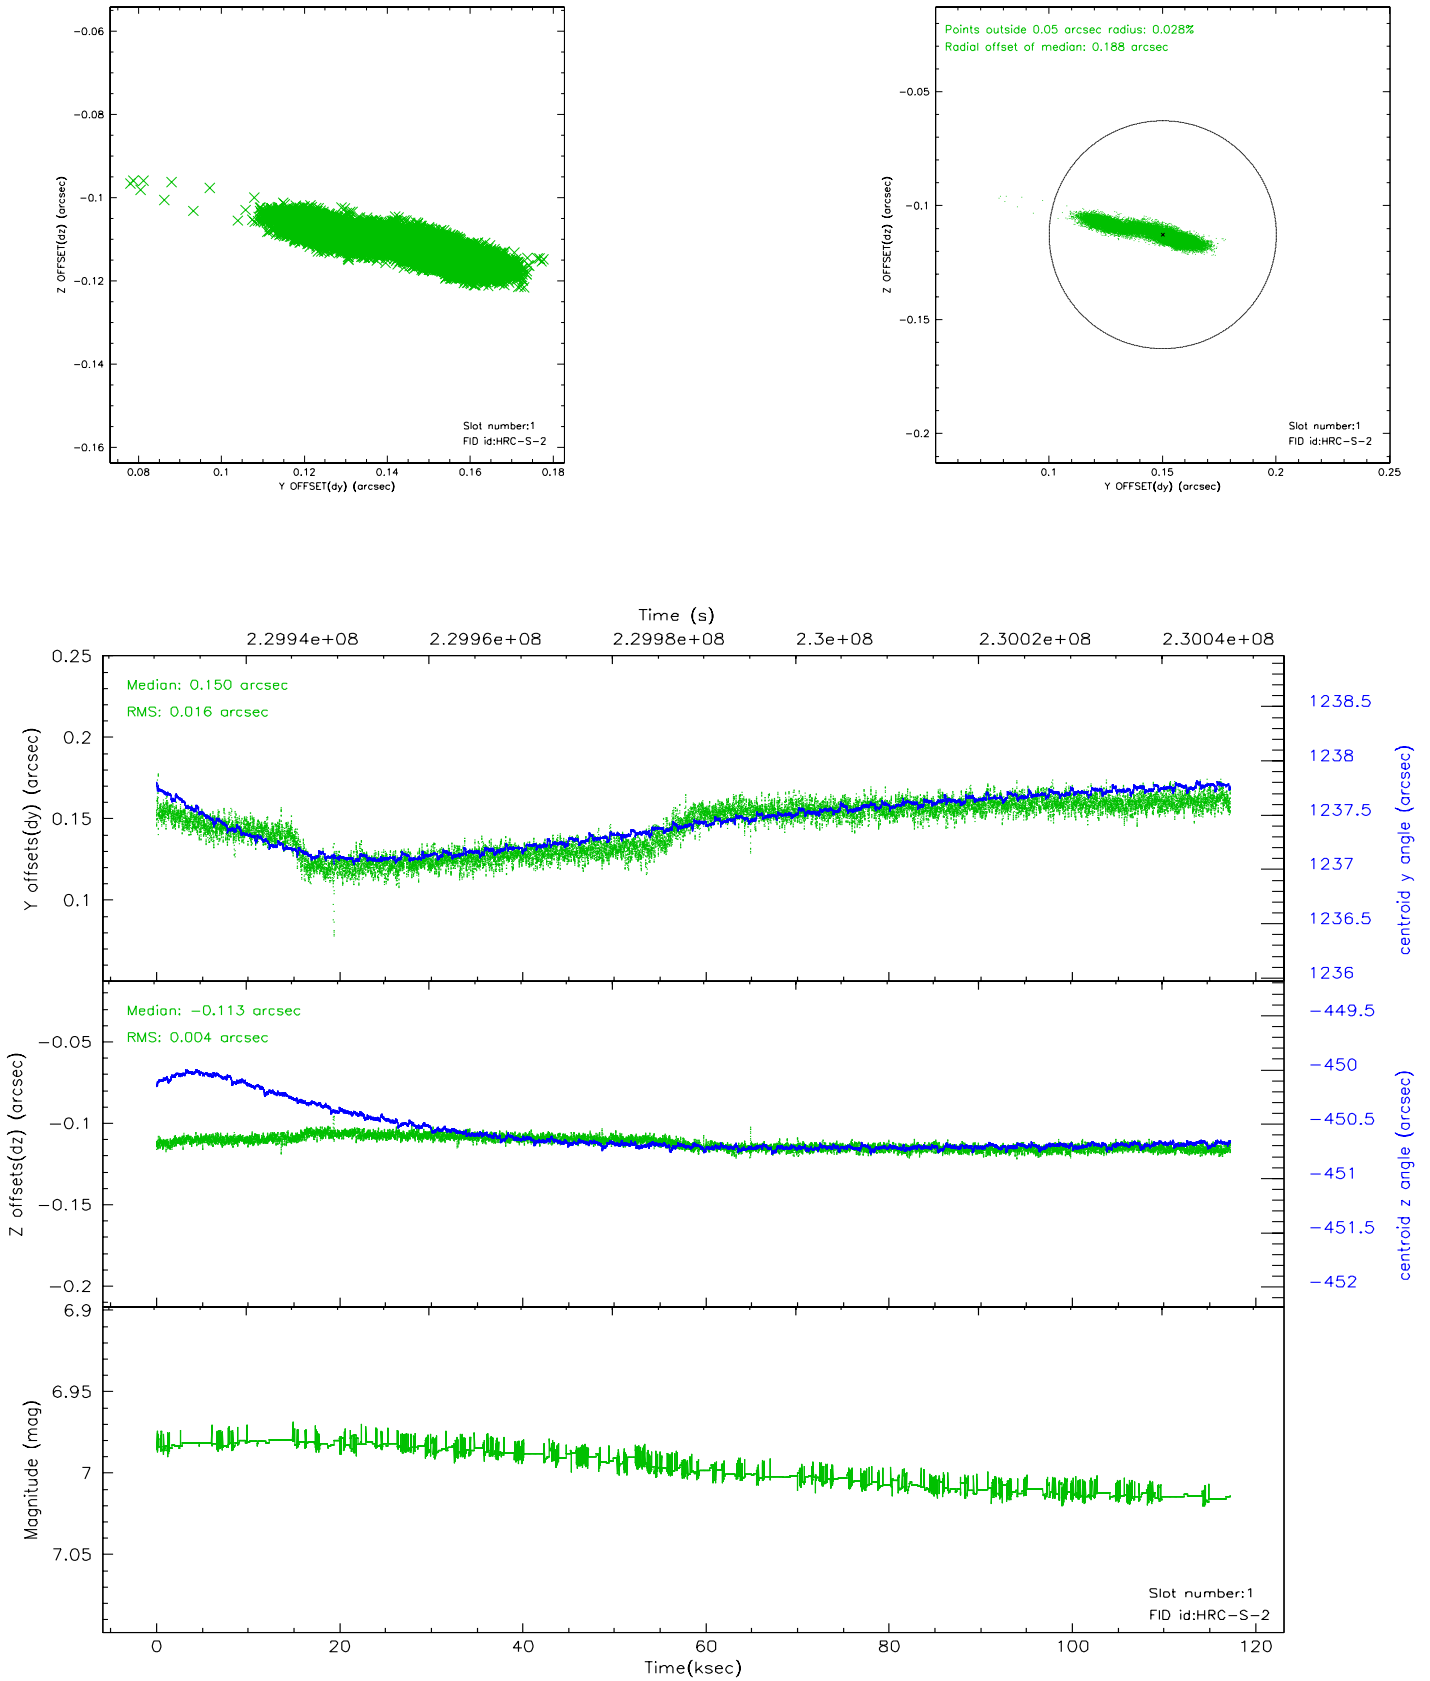 −0.06
−0.08
−0.1
−0.12
−0.14
−0.16
Z OFFSET(dz) (arcsec)
Slot number:1
FID id:HRC−S−2
0.08 0.1 0.12 0.14 0.16 0.18
Y OFFSET(dy) (arcsec)
Points outside 0.05 arcsec radius: 0.028%
Radial offset of median: 0.188 arcsec
−0.05
−0.1
−0.15
−0.2
Z OFFSET(dz) (arcsec)
Slot number:1
FID id:HRC−S−2
0.1 0.15 0.2 0.25
Y OFFSET(dy) (arcsec)
Time (s)
2.2994e+08 2.2996e+08 2.2998e+08 2.3e+08 2.3002e+08 2.3004e+08
0.25
0.2
0.15
0.1
Y offsets(dy) (arcsec)
Median: 0.150 arcsec
RMS: 0.016 arcsec
1238.5
1238
1237.5
1237
1236.5
1236
centroid y angle (arcsec)
−0.05
−0.1
−0.15
−0.2
Z offsets(dz) (arcsec)
Median: −0.113 arcsec
RMS: 0.004 arcsec
−449.5
−450
−450.5
−451
−451.5
−452
centroid z angle (arcsec)
6.9
6.95
7
7.05
Magnitude (mag)
Slot number:1
FID id:HRC−S−2
0 20 40 60 80 100 120
Time(ksec)